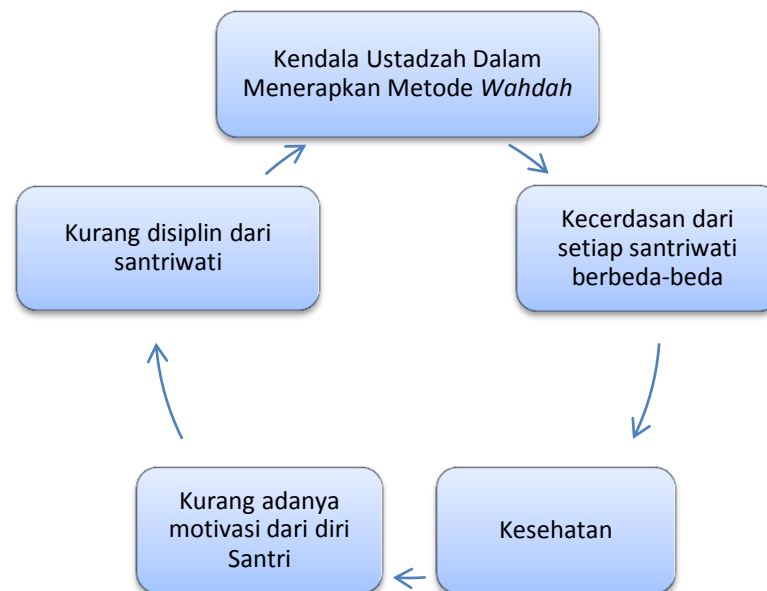 Kendala Ustadzah Dalam
Menerapkan Metode Wahdah
Kecerdasan dari
setiap santriwati
berbeda-beda
Kesehatan
Kurang adanya
motivasi dari diri
Santri
Kurang disiplin dari
santriwati